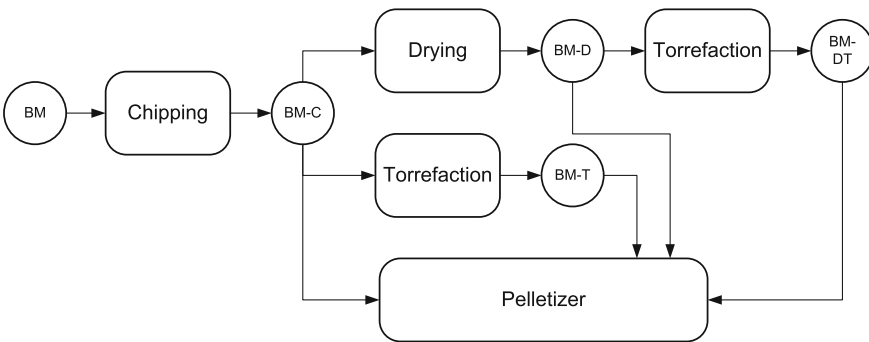 BM
Chipping
BM-C
Drying
BM-D
Torrefaction
BM-
DT
Torrefaction
BM-T
Pelletizer